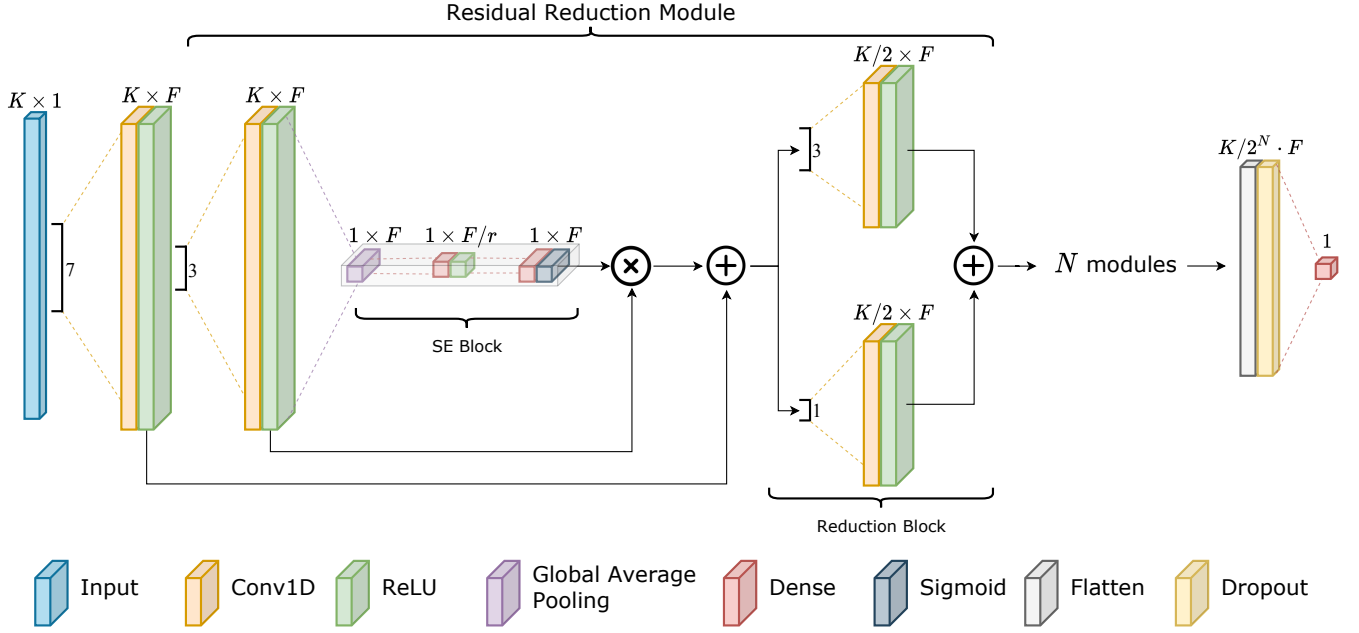 Residual Reduction Module
K × 1
K × F
K × F
K/2 × F
7
3
1 × F
1 × F/r
1 × F
SE Block
3
K/2 × F
1
Reduction Block
N modules
K/2^N · F
1
Input
Conv1D
ReLU
Global Average
Pooling
Dense
Sigmoid
Flatten
Dropout